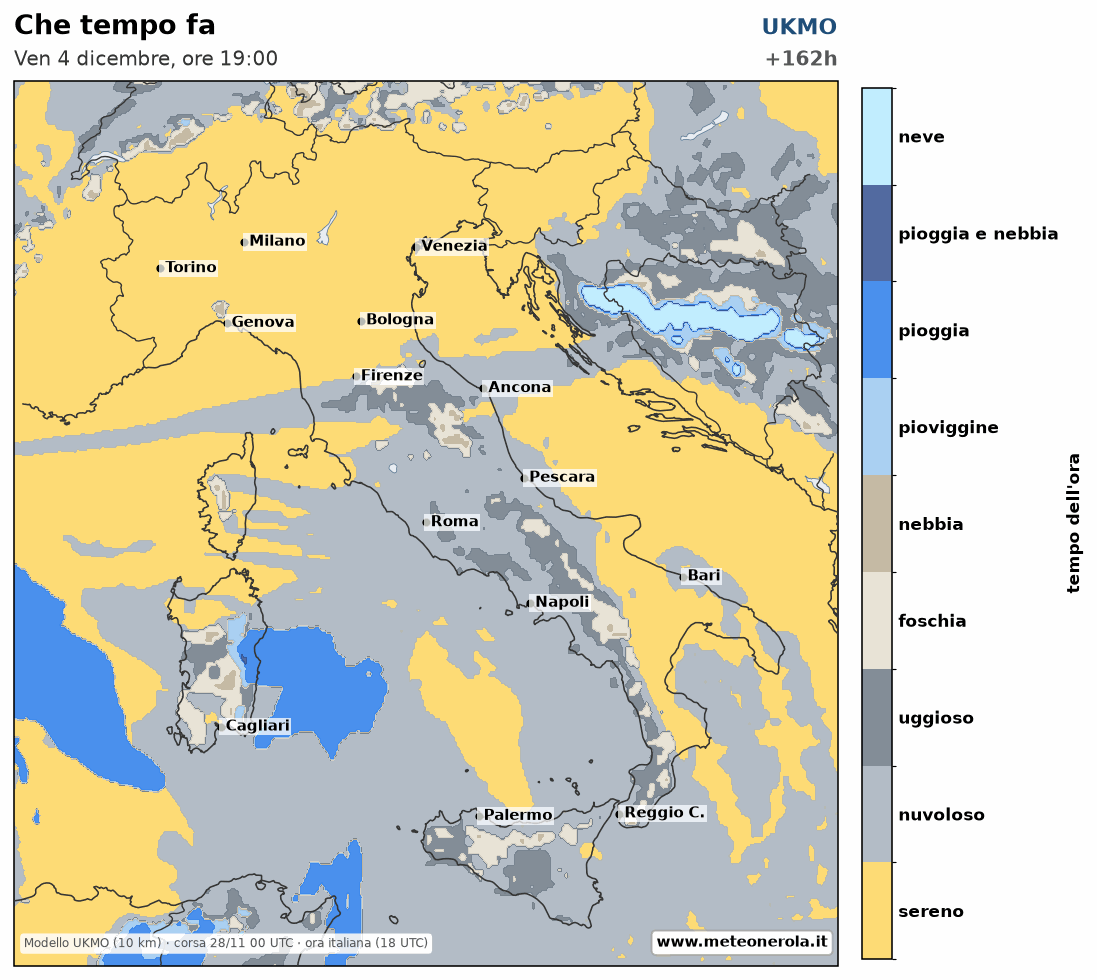 Che tempo fa
UKMO
Ven 4 dicembre, ore 19:00
+162h
neve
pioggia e nebbia
pioggia
pioviggine
nebbia
foschia
uggioso
nuvoloso
sereno
tempo dell'ora
Milano
Venezia
Torino
Genova
Bologna
Firenze
Ancona
Pescara
Roma
Bari
Napoli
Cagliari
Palermo
Reggio C.
Modello UKMO (10 km) · corsa 28/11 00 UTC · ora italiana (18 UTC)
www.meteonerola.it